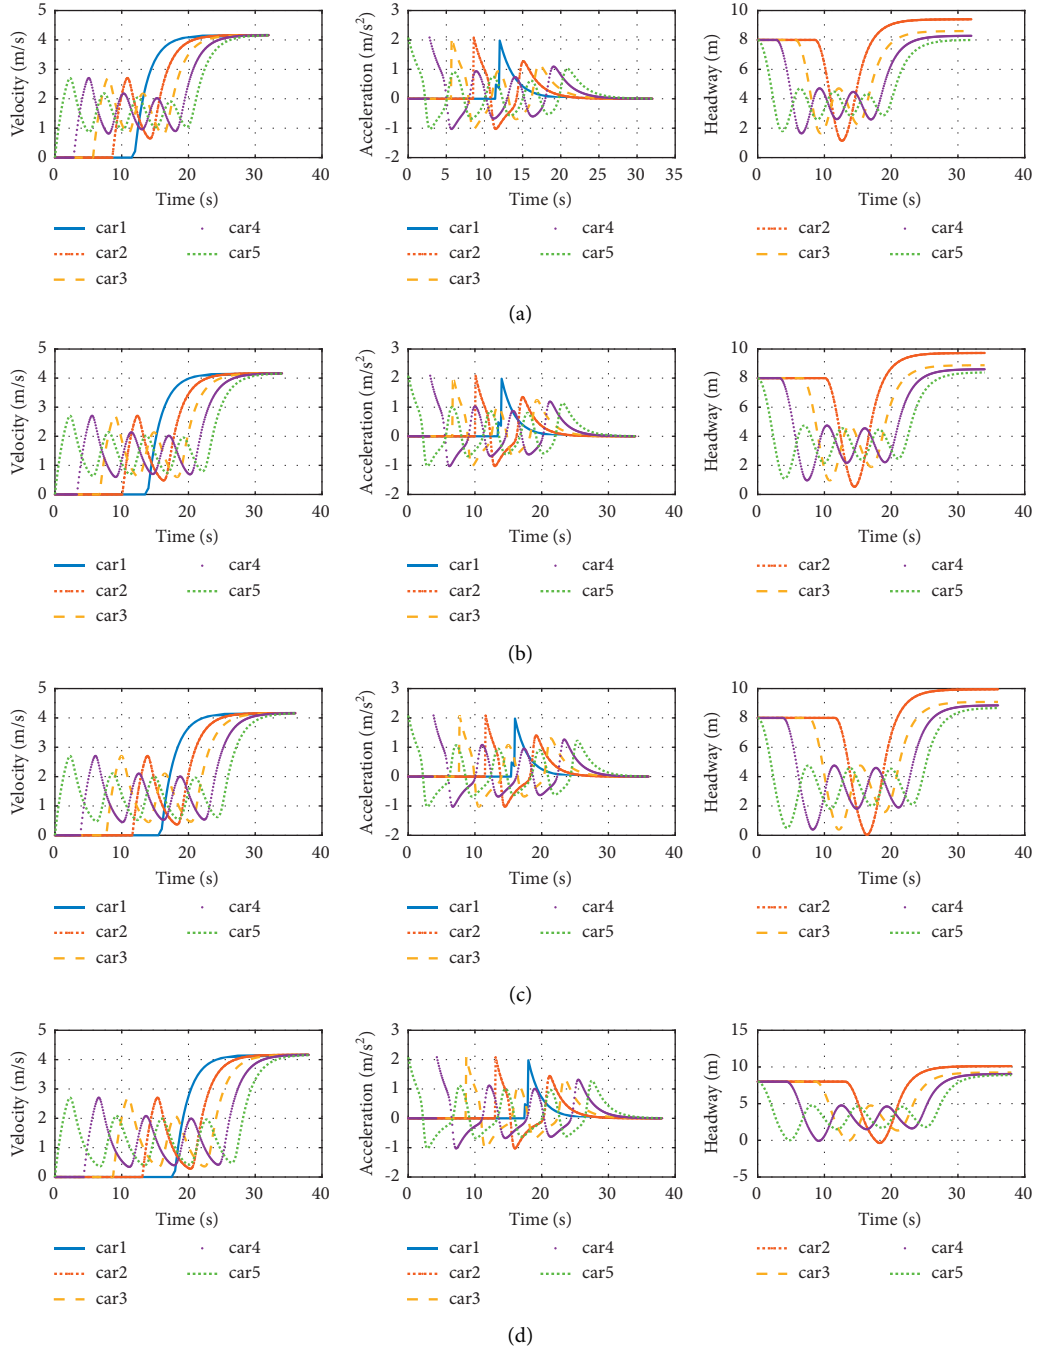 Velocity (m/s)
5
4
3
2
1
0
0 10 20 30 40
Time (s)
car1 car4
car2 car5
car3
Acceleration (m/s²)
3
2
1
0
-1
-2
0 5 10 15 20 25 30 35
Time (s)
car1 car4
car2 car5
car3
Headway (m)
10
8
6
4
2
0
0 10 20 30 40
Time (s)
car2 car4
car3 car5
(a)
Velocity (m/s)
5
4
3
2
1
0
0 10 20 30 40
Time (s)
car1 car4
car2 car5
car3
Acceleration (m/s²)
3
2
1
0
-1
-2
0 10 20 30 40
Time (s)
car1 car4
car2 car5
car3
Headway (m)
10
8
6
4
2
0
0 10 20 30 40
Time (s)
car2 car4
car3 car5
(b)
Velocity (m/s)
5
4
3
2
1
0
0 10 20 30 40
Time (s)
car1 car4
car2 car5
car3
Acceleration (m/s²)
3
2
1
0
-1
-2
0 10 20 30 40
Time (s)
car1 car4
car2 car5
car3
Headway (m)
10
8
6
4
2
0
0 10 20 30 40
Time (s)
car2 car4
car3 car5
(c)
Velocity (m/s)
5
4
3
2
1
0
0 10 20 30 40
Time (s)
car1 car4
car2 car5
car3
Acceleration (m/s²)
3
2
1
0
-1
-2
0 10 20 30 40
Time (s)
car1 car4
car2 car5
car3
Headway (m)
15
10
5
0
-5
0 10 20 30 40
Time (s)
car2 car4
car3 car5
(d)